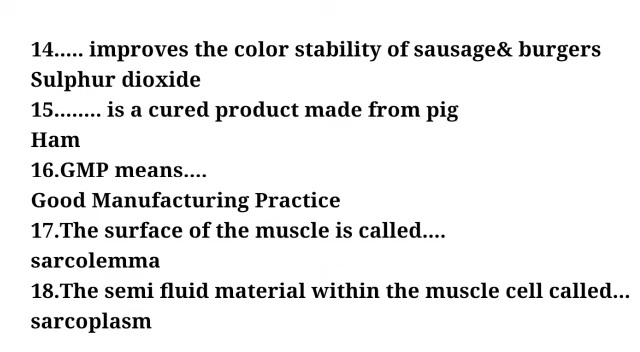 14..... improves the color stability of sausage& burgers
Sulphur dioxide
15........ is a cured product made from pig
Ham
16.GMP means....
Good Manufacturing Practice
17.The surface of the muscle is called....
sarcolemma
18.The semi fluid material within the muscle cell called...
sarcoplasm